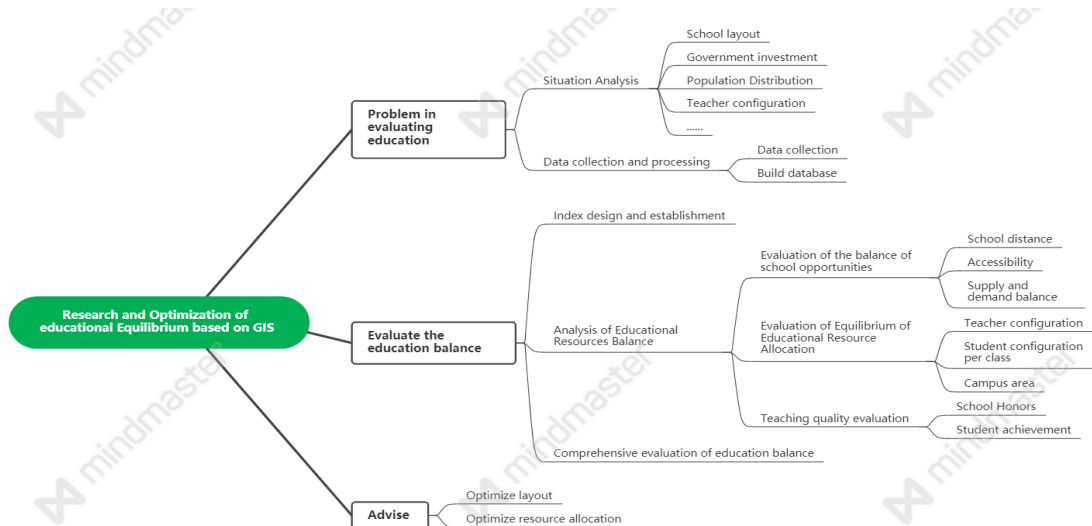 School layout
Government investment
Situation Analysis
Population Distribution
Teacher configuration
......
Problem in
evaluating
education
Data collection and processing
Data collection
Build database
Index design and establishment
Evaluation of the balance of
school opportunities
School distance
Accessibility
Supply and
demand balance
Research and Optimization of
educational Equilibrium based on GIS
Evaluate the
education balance
Analysis of Educational
Resources Balance
Evaluation of Equilibrium of
Educational Resource
Allocation
Teacher configuration
Student configuration
per class
Campus area
Teaching quality evaluation
School Honors
Student achievement
Comprehensive evaluation of education balance
Advise
Optimize layout
Optimize resource allocation
mindmaster
mindmaster
mindmaster
mindmaster
mindmaster
mindmaster